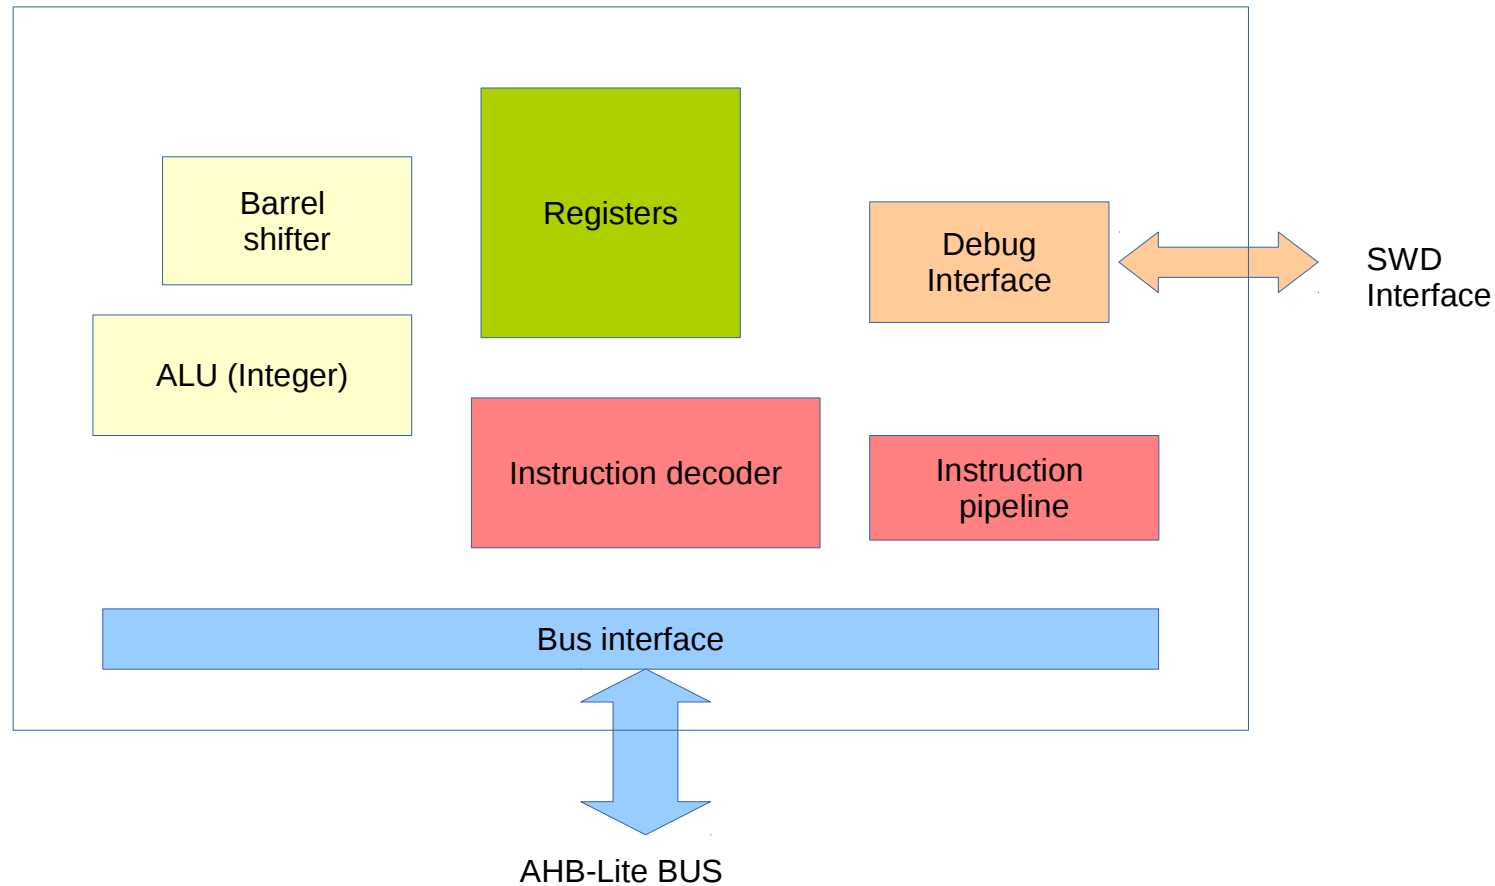 Barrel
shifter
Registers
Debug
Interface
SWD
Interface
ALU (Integer)
Instruction decoder
Instruction
pipeline
Bus interface
AHB-Lite BUS